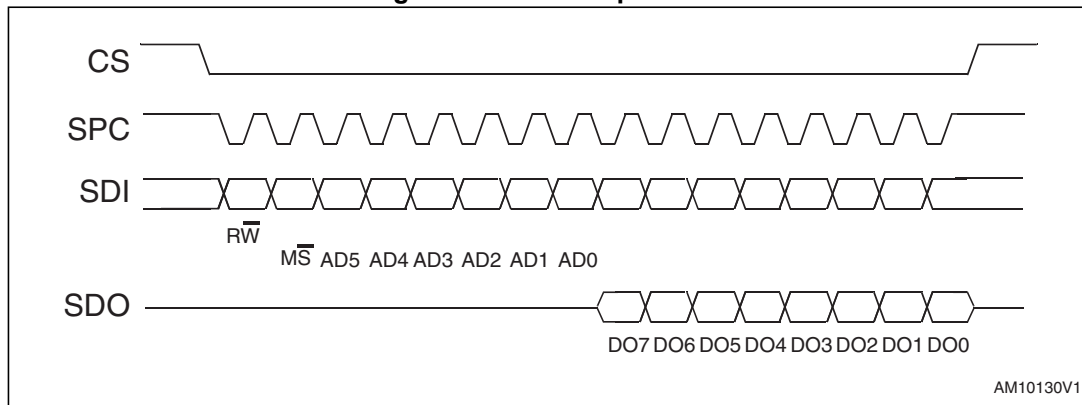 CS
SPC
SDI
RW̅
MS̅ AD5 AD4 AD3 AD2 AD1 AD0
SDO
DO7 DO6 DO5 DO4 DO3 DO2 DO1 DO0
AM10130V1